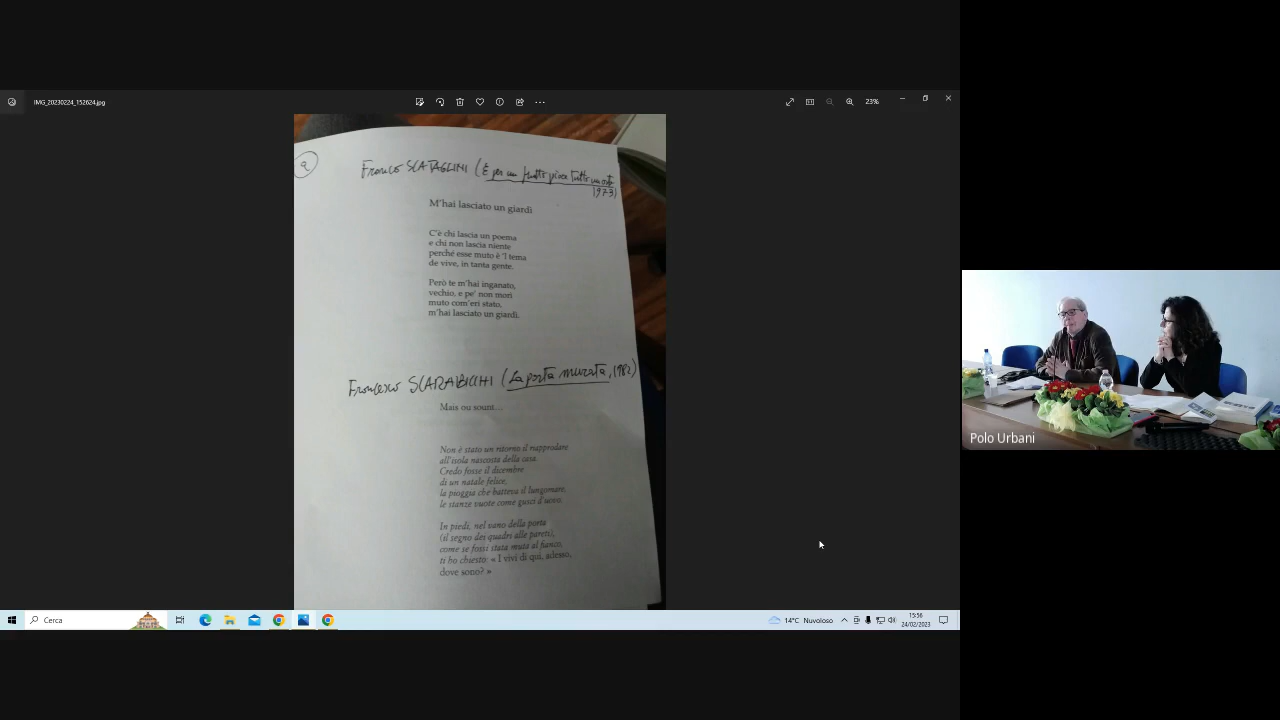 IMG_20230224_152624.jpg
23%
9
Franco SCATAGLINI (E per un frutto piace tutto un orto
1973)
M'hai lasciato un giardì
C'è chi lascia un poema
e chi non lascia niente
perché esse muto è 'l tema
de vive, in tanta gente.
Però te m'hai inganato,
vechio, e pe' non morì
muto com'eri stato,
m'hai lasciato un giardì.
Francesco SCARABICCHI (La porta murata, 1982)
Mais ou sount...
Non è stato un ritorno il riapprodare
all'isola nascosta della casa.
Credo fosse il dicembre
di un natale felice,
la pioggia che batteva il lungomare,
le stanze vuote come gusci d'uovo.
In piedi, nel vano della porta
(il segno dei quadri alle pareti),
come se fossi stata muta al fianco,
ti ho chiesto: « I vivi di qui, adesso,
dove sono? »
Polo Urbani
Cerca
14°C Nuvoloso
15:56
24/02/2023